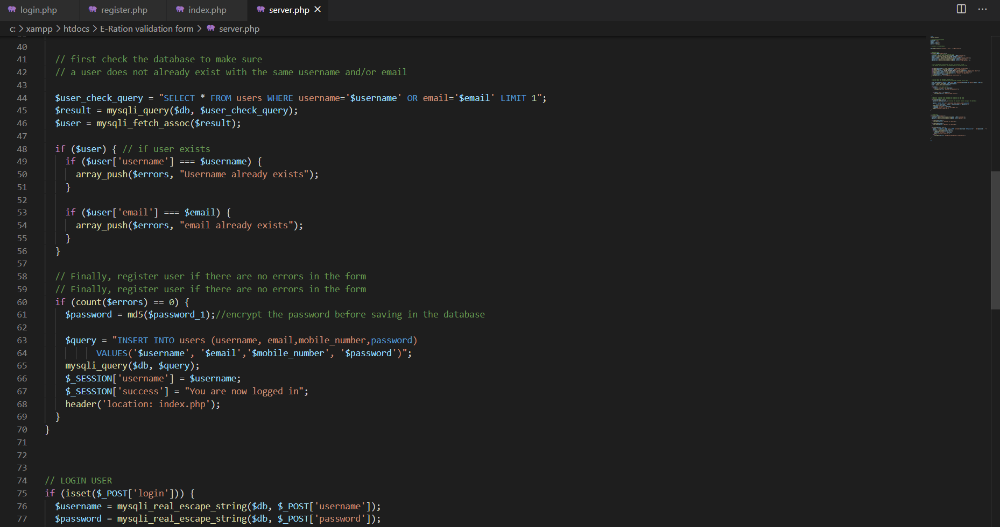 login.php register.php index.php server.php
c: > xampp > htdocs > E-Ration validation form > server.php
40
41 // first check the database to make sure
42 // a user does not already exist with the same username and/or email
43
44 $user_check_query = "SELECT * FROM users WHERE username='$username' OR email='$email' LIMIT 1";
45 $result = mysqli_query($db, $user_check_query);
46 $user = mysqli_fetch_assoc($result);
47
48 if ($user) { // if user exists
49 if ($user['username'] === $username) {
50 array_push($errors, "Username already exists");
51 }
52
53 if ($user['email'] === $email) {
54 array_push($errors, "email already exists");
55 }
56 }
57
58 // Finally, register user if there are no errors in the form
59 // Finally, register user if there are no errors in the form
60 if (count($errors) == 0) {
61 $password = md5($password_1);//encrypt the password before saving in the database
62
63 $query = "INSERT INTO users (username, email,mobile_number,password)
64 VALUES('$username', '$email','$mobile_number', '$password')";
65 mysqli_query($db, $query);
66 $_SESSION['username'] = $username;
67 $_SESSION['success'] = "You are now logged in";
68 header('location: index.php');
69 }
70 }
71
72
73
74 // LOGIN USER
75 if (isset($_POST['login'])) {
76 $username = mysqli_real_escape_string($db, $_POST['username']);
77 $password = mysqli_real_escape_string($db, $_POST['password']);